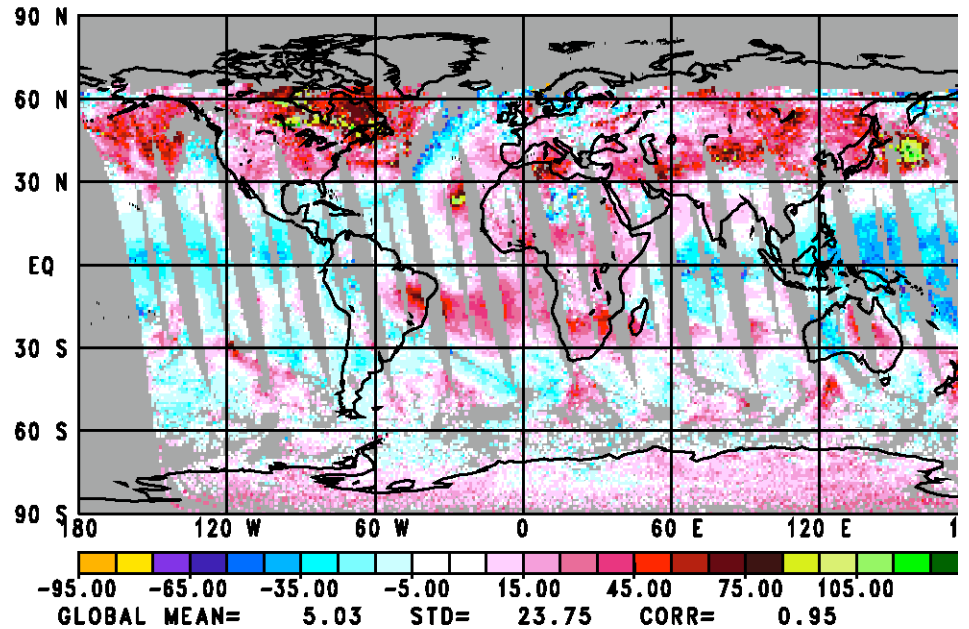 90 N
60 N
30 N
EQ
30 S
60 S
90 S
180 120 W 60 W 0 60 E 120 E 1
-95.00 -65.00 -35.00 -5.00 15.00 45.00 75.00 105.00
GLOBAL MEAN= 5.03 STD= 23.75 CORR= 0.95